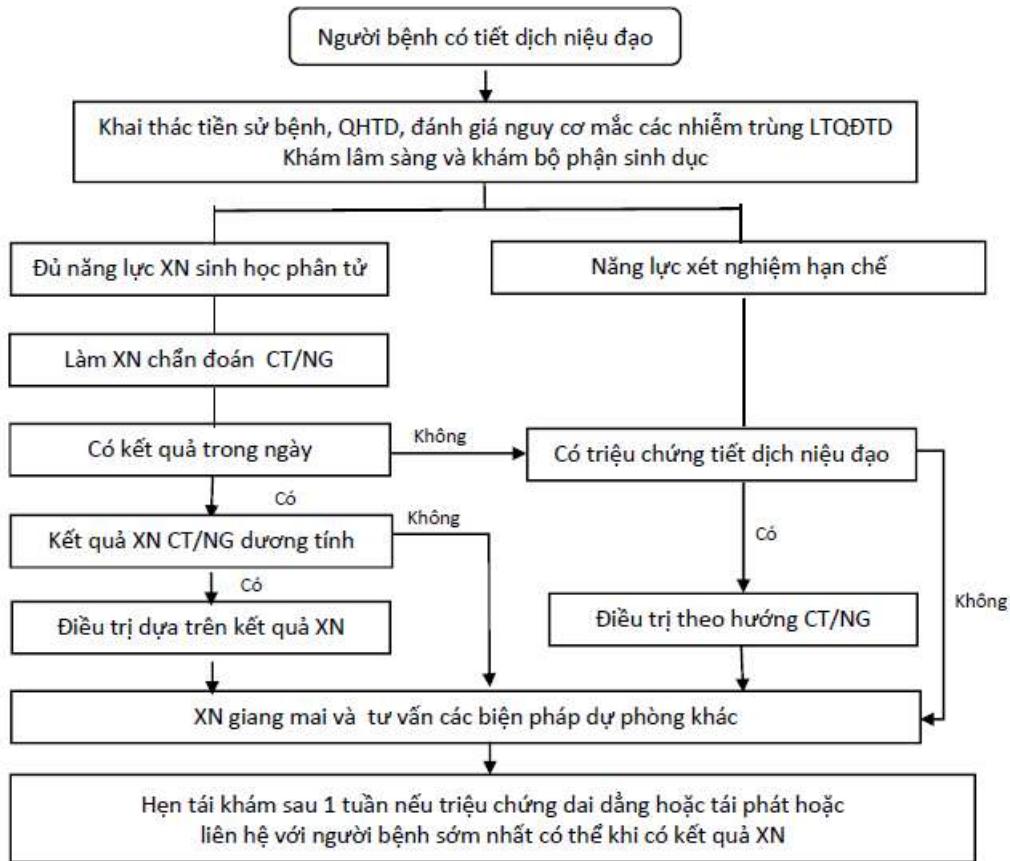 Người bệnh có tiết dịch niệu đạo
Khai thác tiền sử bệnh, QHTD, đánh giá nguy cơ mắc các nhiễm trùng LTQĐTD
Khám lâm sàng và khám bộ phận sinh dục
Đủ năng lực XN sinh học phân tử
Năng lực xét nghiệm hạn chế
Làm XN chẩn đoán CT/NG
Có kết quả trong ngày
Không
Có triệu chứng tiết dịch niệu đạo
Có
Không
Kết quả XN CT/NG dương tính
Có
Có
Không
Điều trị dựa trên kết quả XN
Điều trị theo hướng CT/NG
XN giang mai và tư vấn các biện pháp dự phòng khác
Hẹn tái khám sau 1 tuần nếu triệu chứng dai dẳng hoặc tái phát hoặc
liên hệ với người bệnh sớm nhất có thể khi có kết quả XN